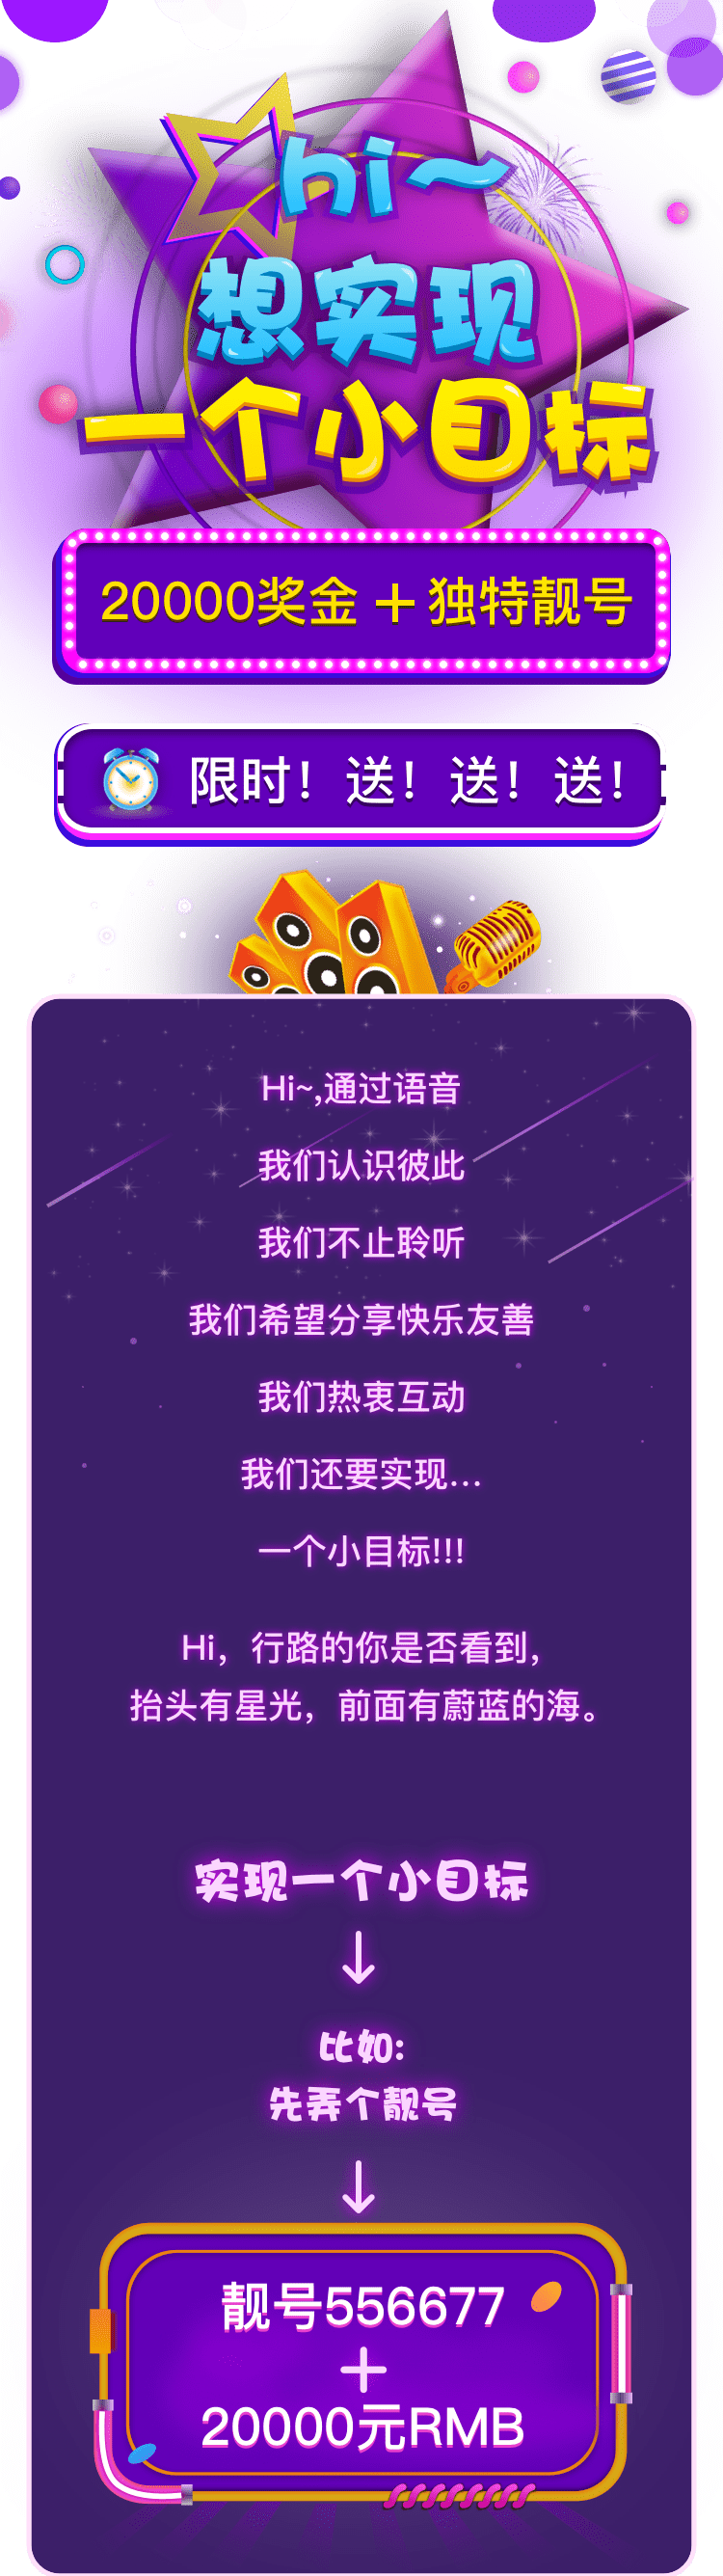 hi~
想实现
一个小目标
20000奖金＋独特靓号
限时！送！送！送！
Hi~,通过语音
我们认识彼此
我们不止聆听
我们希望分享快乐友善
我们热衷互动
我们还要实现...
一个小目标!!!
Hi，行路的你是否看到，
抬头有星光，前面有蔚蓝的海。
实现一个小目标
↓
比如:
先弄个靓号
↓
靓号556677
＋
20000元RMB